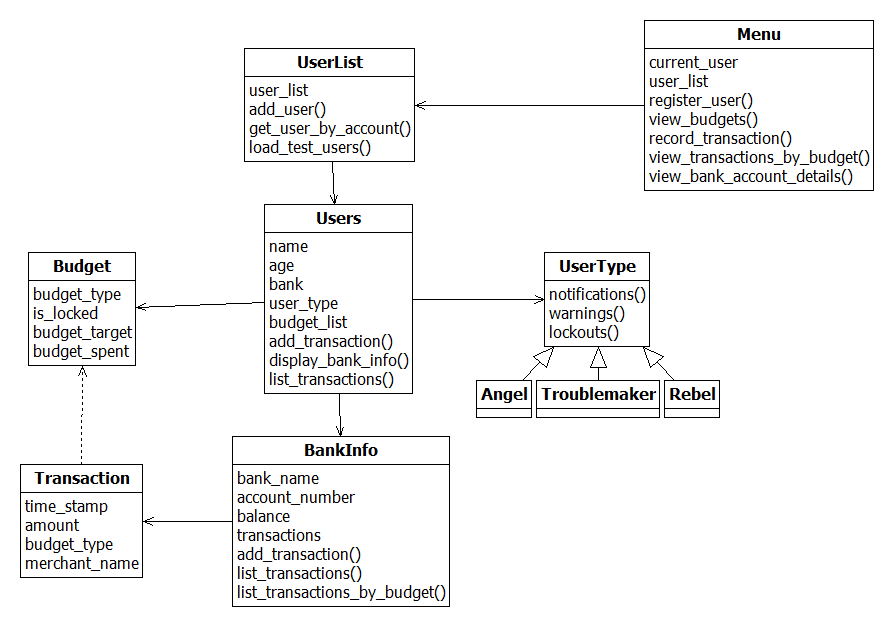 UserList
user_list
add_user()
get_user_by_account()
load_test_users()
Menu
current_user
user_list
register_user()
view_budgets()
record_transaction()
view_transactions_by_budget()
view_bank_account_details()
Users
name
age
bank
user_type
budget_list
add_transaction()
display_bank_info()
list_transactions()
Budget
budget_type
is_locked
budget_target
budget_spent
UserType
notifications()
warnings()
lockouts()
Angel
Troublemaker
Rebel
BankInfo
bank_name
account_number
balance
transactions
add_transaction()
list_transactions()
list_transactions_by_budget()
Transaction
time_stamp
amount
budget_type
merchant_name